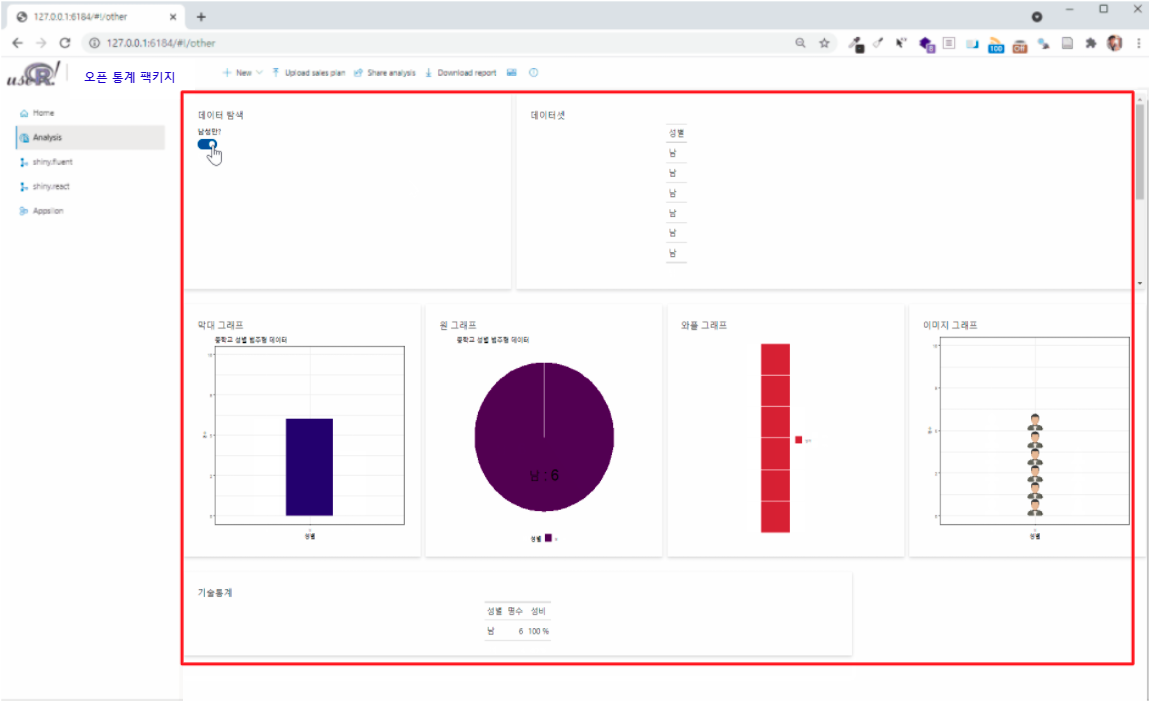 127.0.0.1:6184/#!/other
127.0.0.1:6184/#!/other
100
Off
useR!
오픈 통계 팩키지
New
Upload sales plan
Share analysis
Download report
Home
Analysis
shiny.fluent
shiny.react
Appsilon
데이터 탐색
남성만?
데이터셋
성별
남
남
남
남
남
남
막대 그래프
중학교 성별 범주형 데이터
성별
원 그래프
중학교 성별 범주형 데이터
남 : 6
성별
와플 그래프
이미지 그래프
성별
기술통계
성별 명수 성비
남 6 100 %